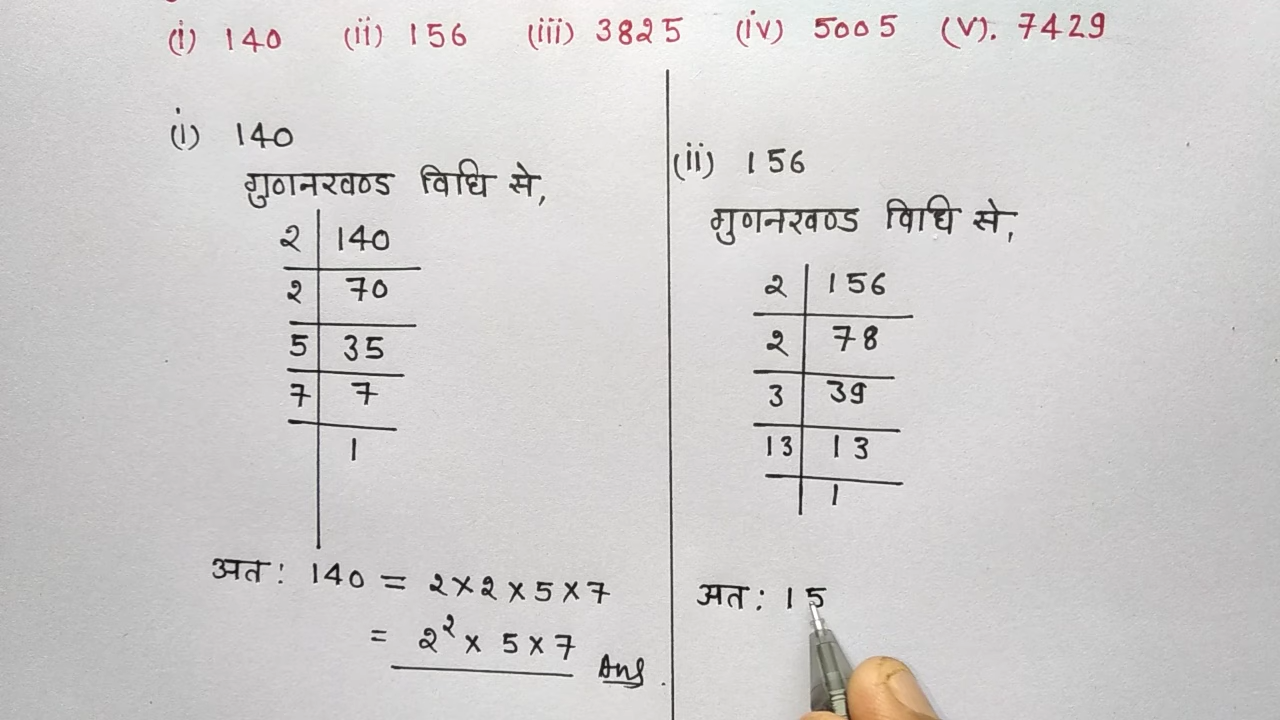 (i) 140 (ii) 156 (iii) 3825 (iv) 5005 (v). 7429
(i) 140
गुणनखण्ड विधि से,
2 | 140
2 | 70
5 | 35
7 | 7
| 1
अत: 140 = 2×2×5×7
= 2² × 5×7 Ans.
(ii) 156
गुणनखण्ड विधि से,
2 | 156
2 | 78
3 | 39
13 | 13
| 1
अत: 15